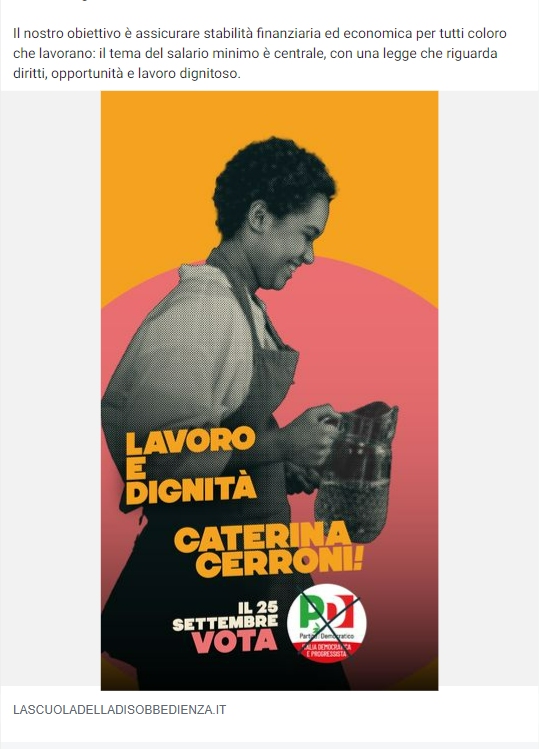 Il nostro obiettivo è assicurare stabilità finanziaria ed economica per tutti coloro
che lavorano: il tema del salario minimo è centrale, con una legge che riguarda
diritti, opportunità e lavoro dignitoso.
LAVORO
E
DIGNITÀ
CATERINA
CERRONI!
IL 25
SETTEMBRE
VOTA
PD
Partito Democratico
ITALIA DEMOCRATICA
E PROGRESSISTA
LASCUOLADELLADISOBBEDIENZA.IT